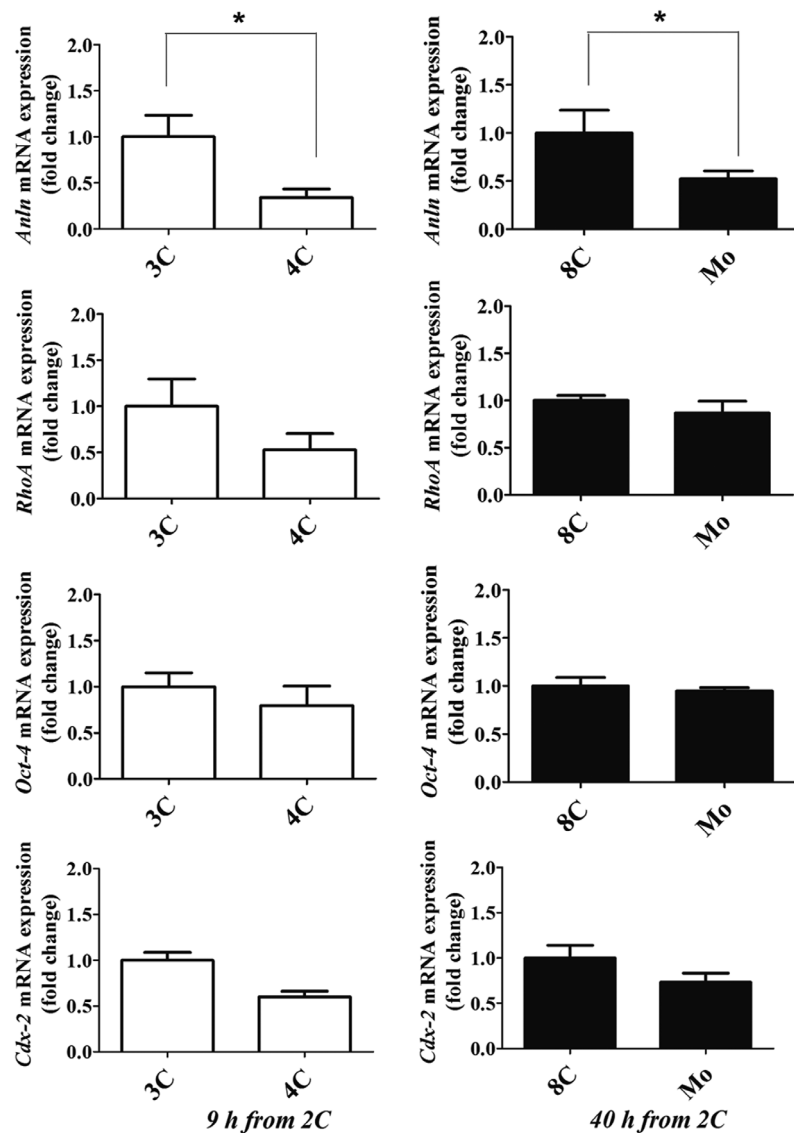 *
2.0
1.5
1.0
0.5
0.0
Anln mRNA expression
(fold change)
3C
4C
*
2.0
1.5
1.0
0.5
0.0
Anln mRNA expression
(fold change)
8C
Mo
2.0
1.5
1.0
0.5
0.0
RhoA mRNA expression
(fold change)
3C
4C
2.0
1.5
1.0
0.5
0.0
RhoA mRNA expression
(fold change)
8C
Mo
2.0
1.5
1.0
0.5
0.0
Oct-4 mRNA expression
(fold change)
3C
4C
2.0
1.5
1.0
0.5
0.0
Oct-4 mRNA expression
(fold change)
8C
Mo
2.0
1.5
1.0
0.5
0.0
Cdx-2 mRNA expression
(fold change)
3C
4C
9 h from 2C
2.0
1.5
1.0
0.5
0.0
Cdx-2 mRNA expression
(fold change)
8C
Mo
40 h from 2C